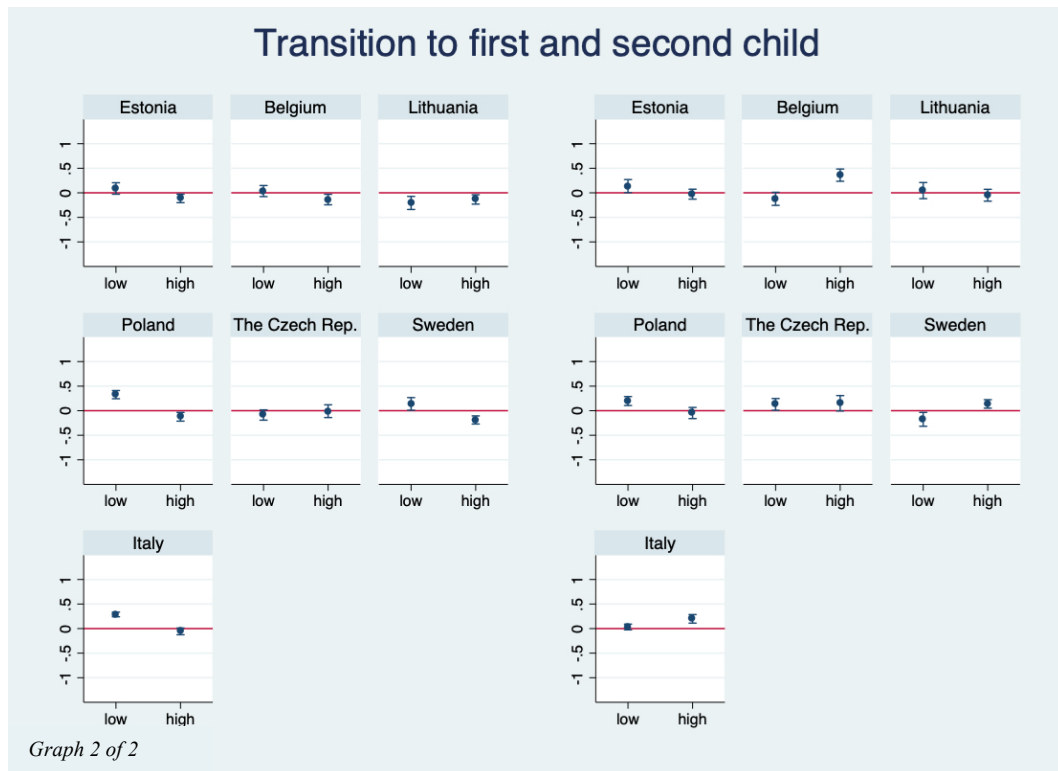 Transition to first and second child
Estonia Belgium Lithuania Estonia Belgium Lithuania
1 1
.5 .5
0 0
-.5 -.5
-1 -1
low high low high low high low high low high low high
Poland The Czech Rep. Sweden Poland The Czech Rep. Sweden
1 1
.5 .5
0 0
-.5 -.5
-1 -1
low high low high low high low high low high low high
Italy Italy
1 1
.5 .5
0 0
-.5 -.5
-1 -1
low high low high
Graph 2 of 2